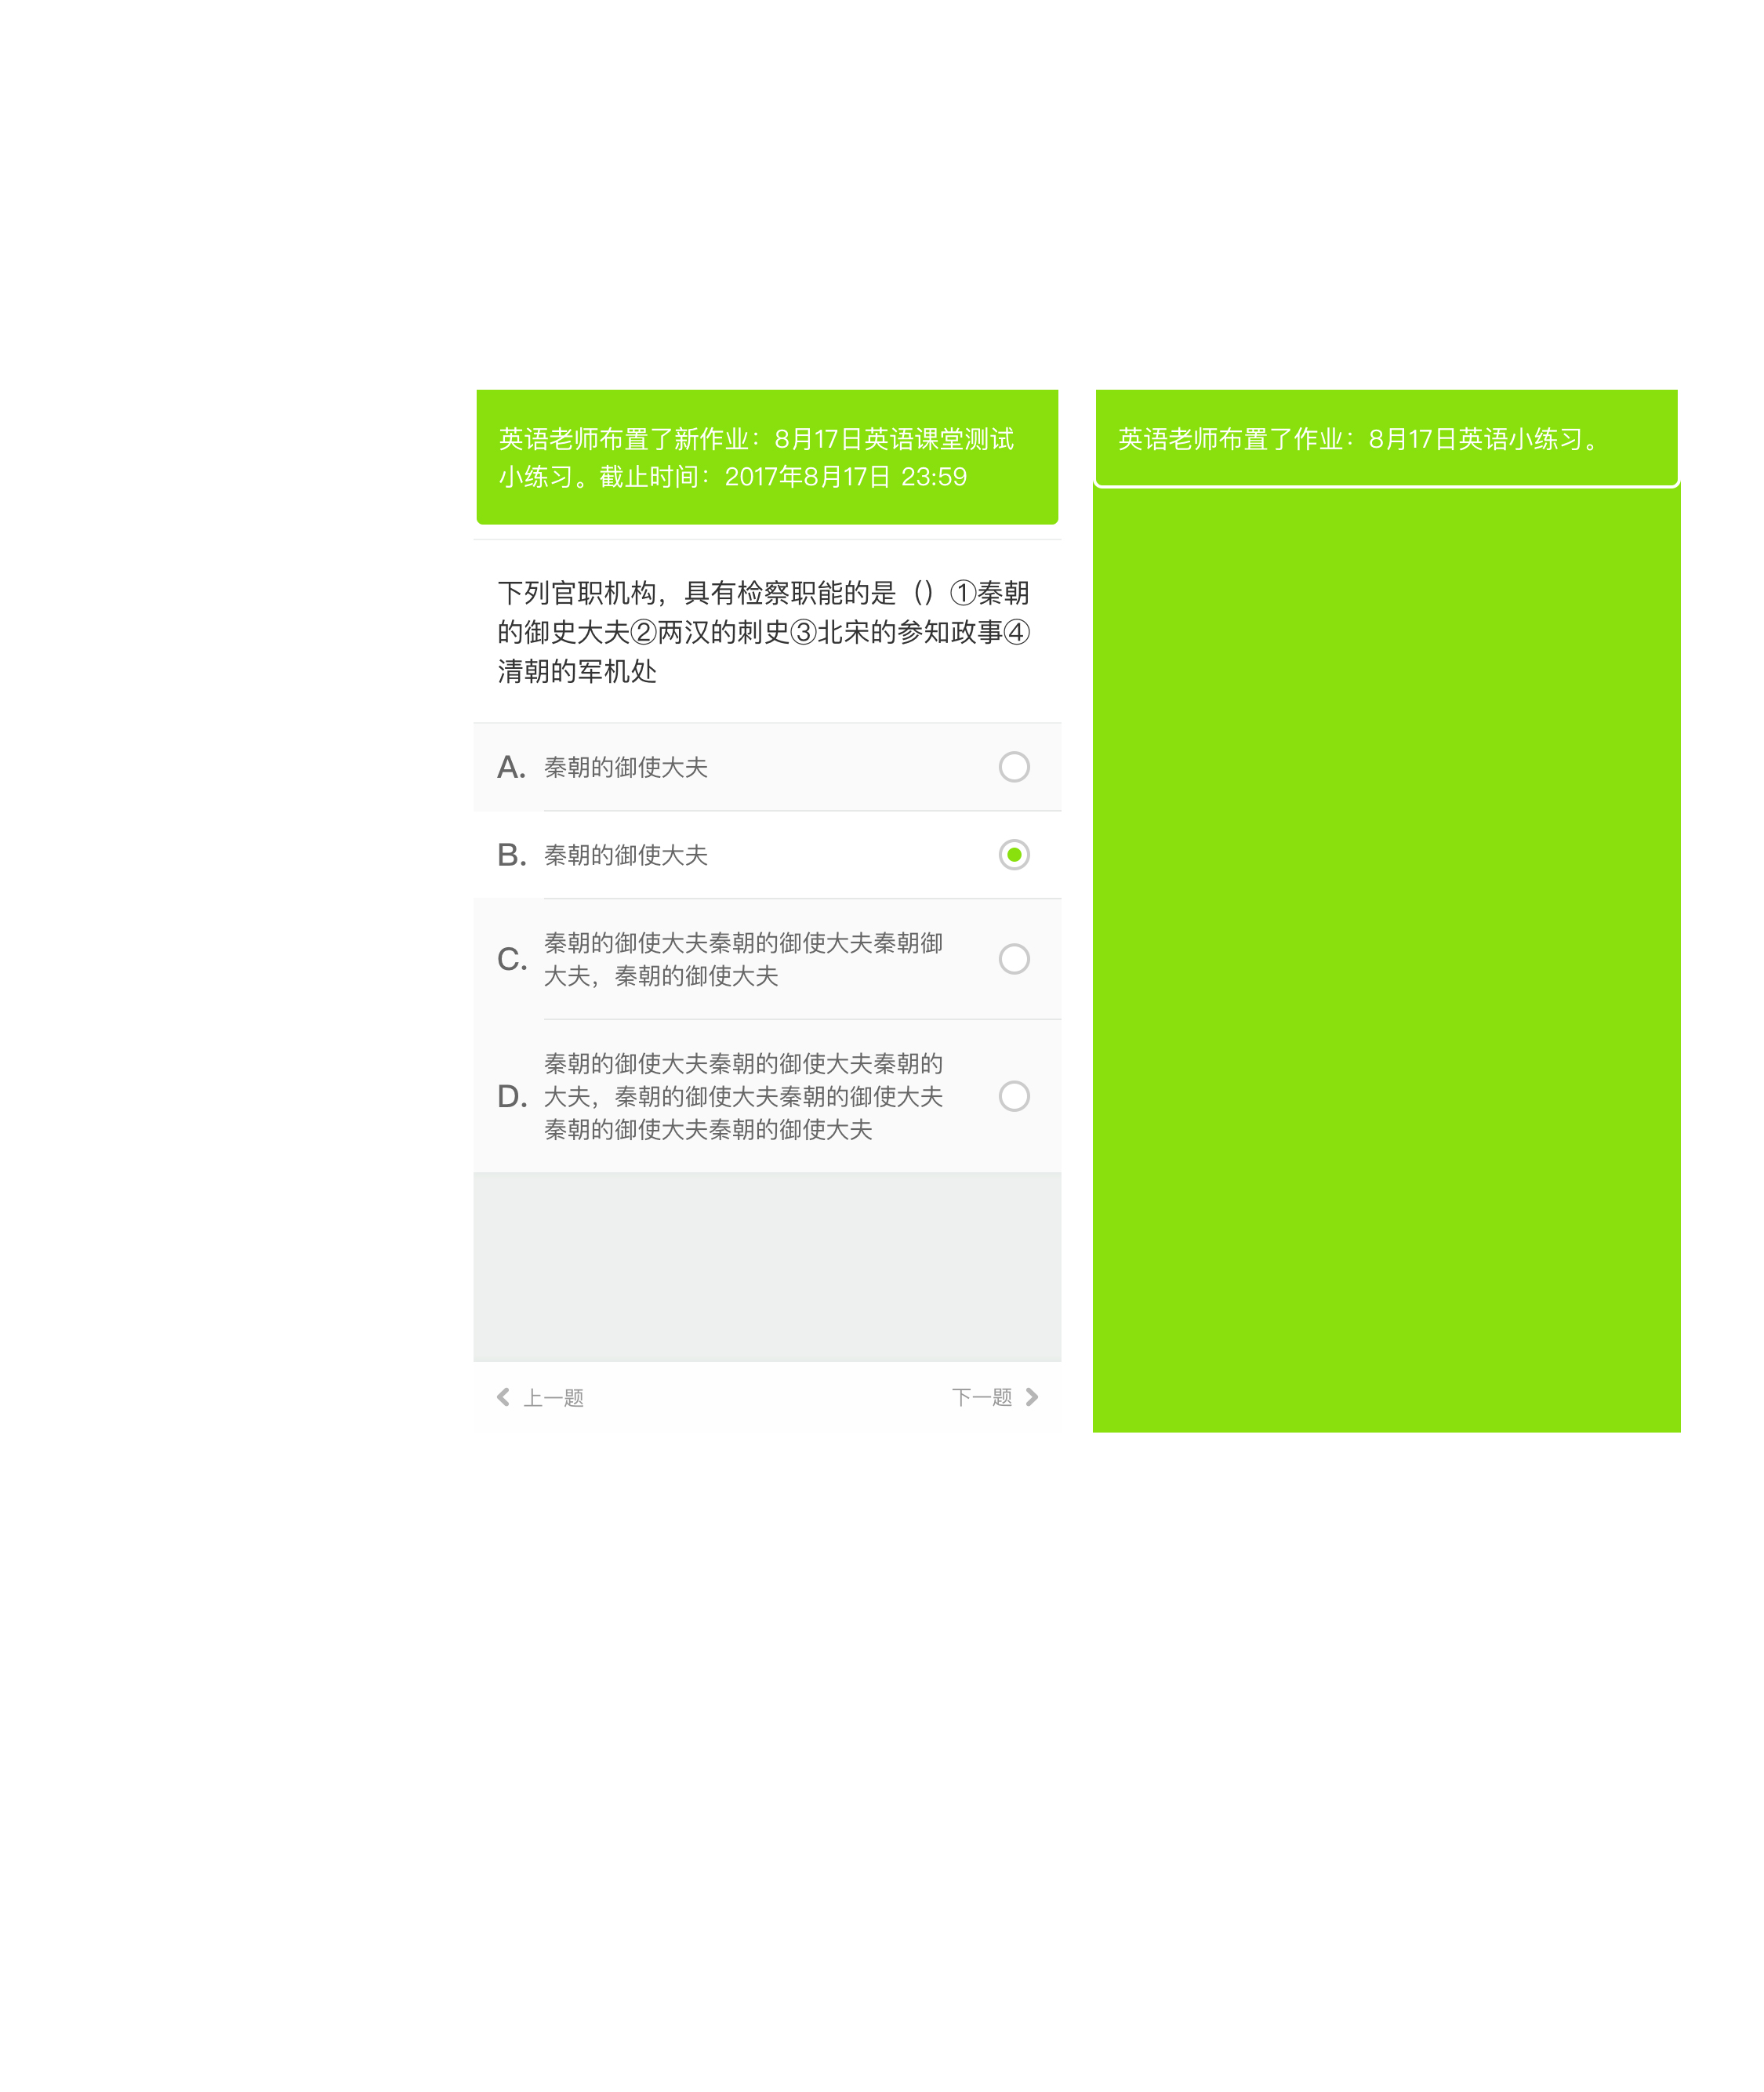 英语老师布置了新作业：8月17日英语课堂测试
小练习。截止时间：2017年8月17日 23:59
下列官职机构，具有检察职能的是（）①秦朝
的御史大夫②两汉的刺史③北宋的参知政事④
清朝的军机处
A. 秦朝的御使大夫
B. 秦朝的御使大夫
C. 秦朝的御使大夫秦朝的御使大夫秦朝御
大夫，秦朝的御使大夫
D. 秦朝的御使大夫秦朝的御使大夫秦朝的
大夫，秦朝的御使大夫秦朝的御使大夫
秦朝的御使大夫秦朝的御使大夫
上一题
下一题
英语老师布置了作业：8月17日英语小练习。